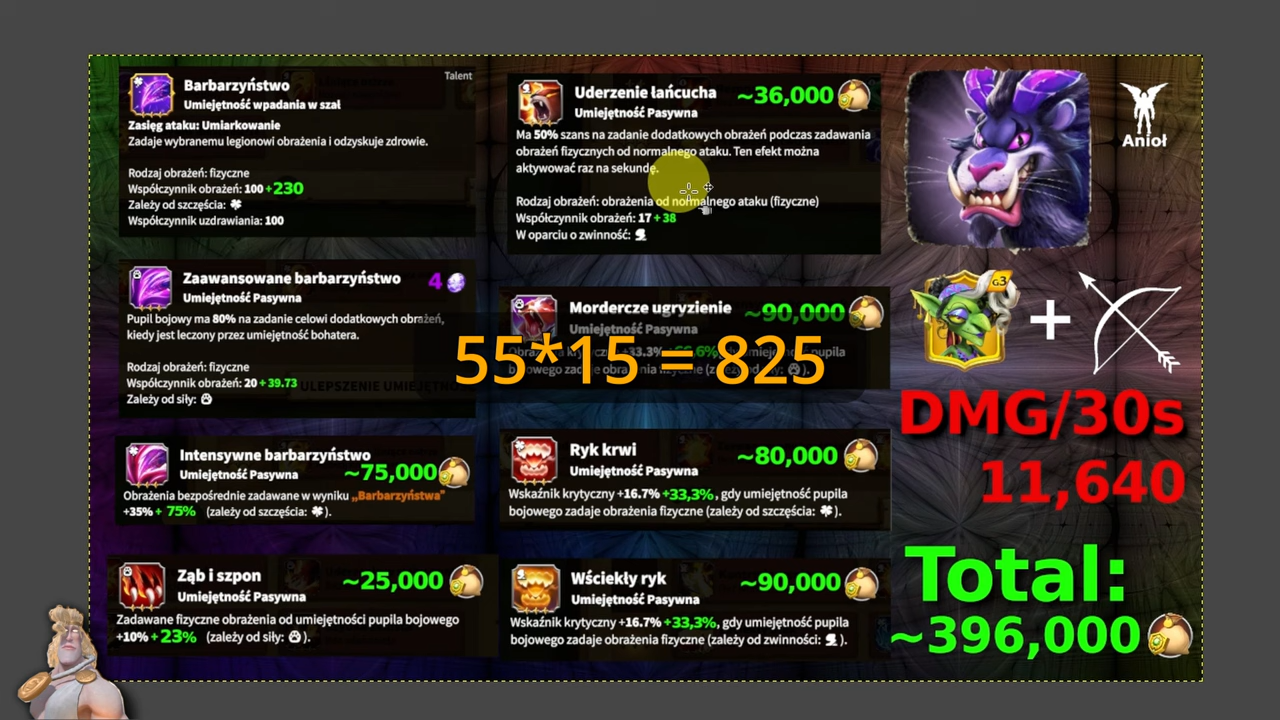 Barbarzyństwo
Talent
Umiejętność wpadania w szał
Zasięg ataku: Umiarkowanie
Zadaje wybranemu legionowi obrażenia i odzyskuje zdrowie.
Rodzaj obrażeń: fizyczne
Współczynnik obrażeń: 100 +230
Zależy od szczęścia:
Współczynnik uzdrawiania: 100
Zaawansowane barbarzyństwo
4
Umiejętność Pasywna
Pupil bojowy ma 80% na zadanie celowi dodatkowych obrażeń,
kiedy jest leczony przez umiejętność bohatera.
Rodzaj obrażeń: fizyczne
Współczynnik obrażeń: 20 +39.73
ULEPSZENIE UMIEJĘTNO
Zależy od siły:
Intensywne barbarzyństwo
Umiejętność Pasywna
~75,000
Obrażenia bezpośrednie zadawane w wyniku „Barbarzyństwa”
+35% + 75% (zależy od szczęścia: ).
Ząb i szpon
~25,000
Umiejętność Pasywna
Zadawane fizyczne obrażenia od umiejętności pupila bojowego
+10% +23% (zależy od siły: ).
Uderzenie łańcucha
~36,000
Umiejętność Pasywna
Ma 50% szans na zadanie dodatkowych obrażeń podczas zadawania
obrażeń fizycznych od normalnego ataku. Ten efekt można
aktywować raz na sekundę.
Rodzaj obrażeń: obrażenia od normalnego ataku (fizyczne)
Współczynnik obrażeń: 17 +38
W oparciu o zwinność:
Mordercze ugryzienie
~90,000
Umiejętność Pasywna
55*15 = 825
Ryk krwi
~80,000
Umiejętność Pasywna
Wskaźnik krytyczny +16.7% +33,3%, gdy umiejętność pupila
bojowego zadaje obrażenia fizyczne (zależy od szczęścia: ).
Wściekły ryk
~90,000
Umiejętność Pasywna
Wskaźnik krytyczny +16.7% +33,3%, gdy umiejętność pupila
bojowego zadaje obrażenia fizyczne (zależy od zwinności: ).
Anioł
G3
+
DMG/30s
11,640
Total:
~396,000